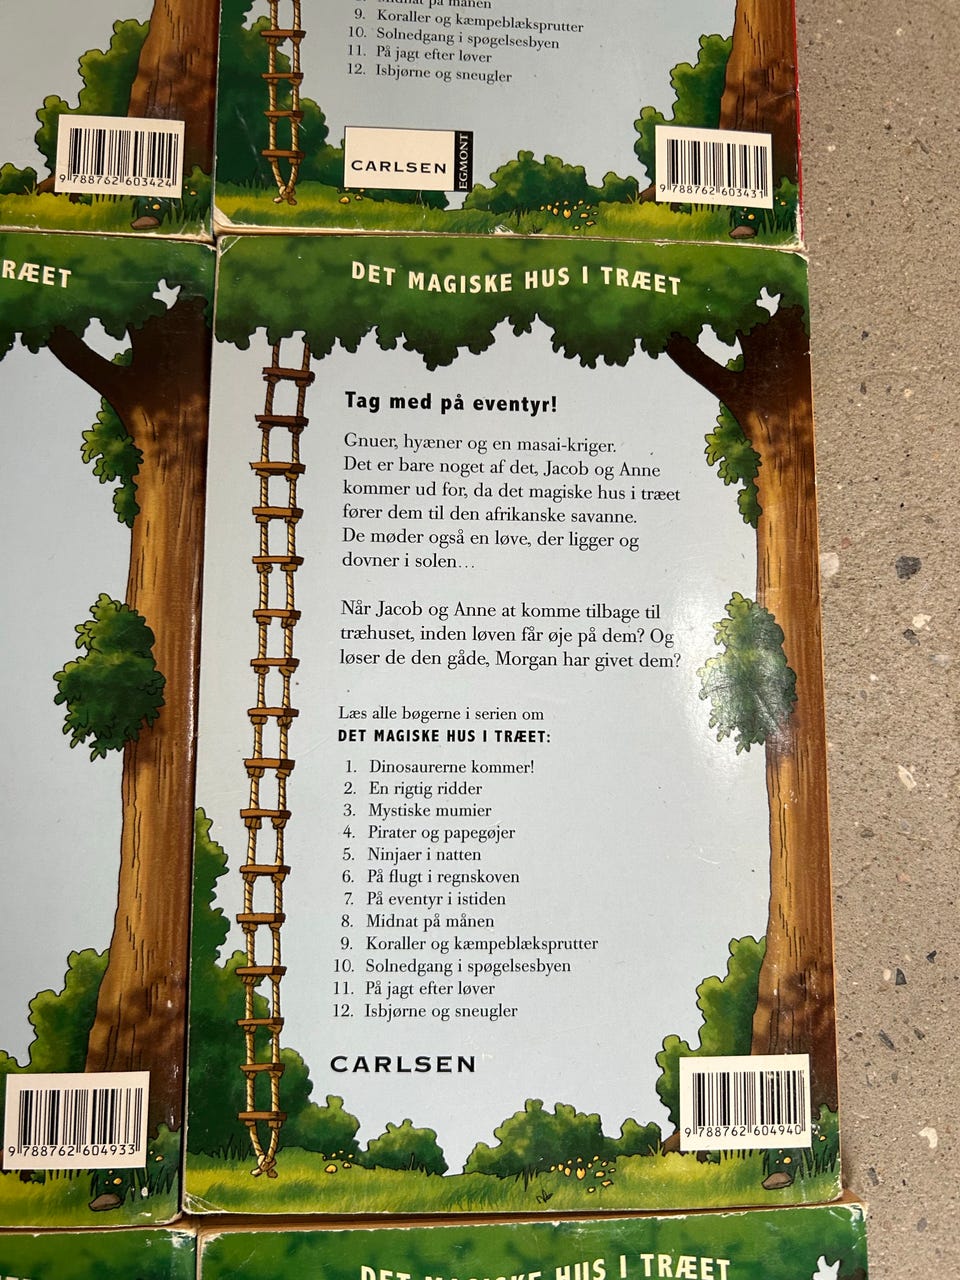 Midnat på månen
9. Koraller og kæmpeblæksprutter
10. Solnedgang i spøgelsesbyen
11. På jagt efter løver
12. Isbjørne og sneugler
CARLSEN
EGMONT
9 788762 603424
9 788762 603431
RÆET
DET MAGISKE HUS I TRÆET
Tag med på eventyr!
Gnuer, hyæner og en masai-kriger.
Det er bare noget af det, Jacob og Anne
kommer ud for, da det magiske hus i træet
fører dem til den afrikanske savanne.
De møder også en løve, der ligger og
dovner i solen…
Når Jacob og Anne at komme tilbage til
træhuset, inden løven får øje på dem? Og
løser de den gåde, Morgan har givet dem?
Læs alle bøgerne i serien om
DET MAGISKE HUS I TRÆET:
1. Dinosaurerne kommer!
2. En rigtig ridder
3. Mystiske mumier
4. Pirater og papegøjer
5. Ninjaer i natten
6. På flugt i regnskoven
7. På eventyr i istiden
8. Midnat på månen
9. Koraller og kæmpeblæksprutter
10. Solnedgang i spøgelsesbyen
11. På jagt efter løver
12. Isbjørne og sneugler
CARLSEN
9 788762 604933
9 788762 604940
DET MAGISKE HUS I TRÆET